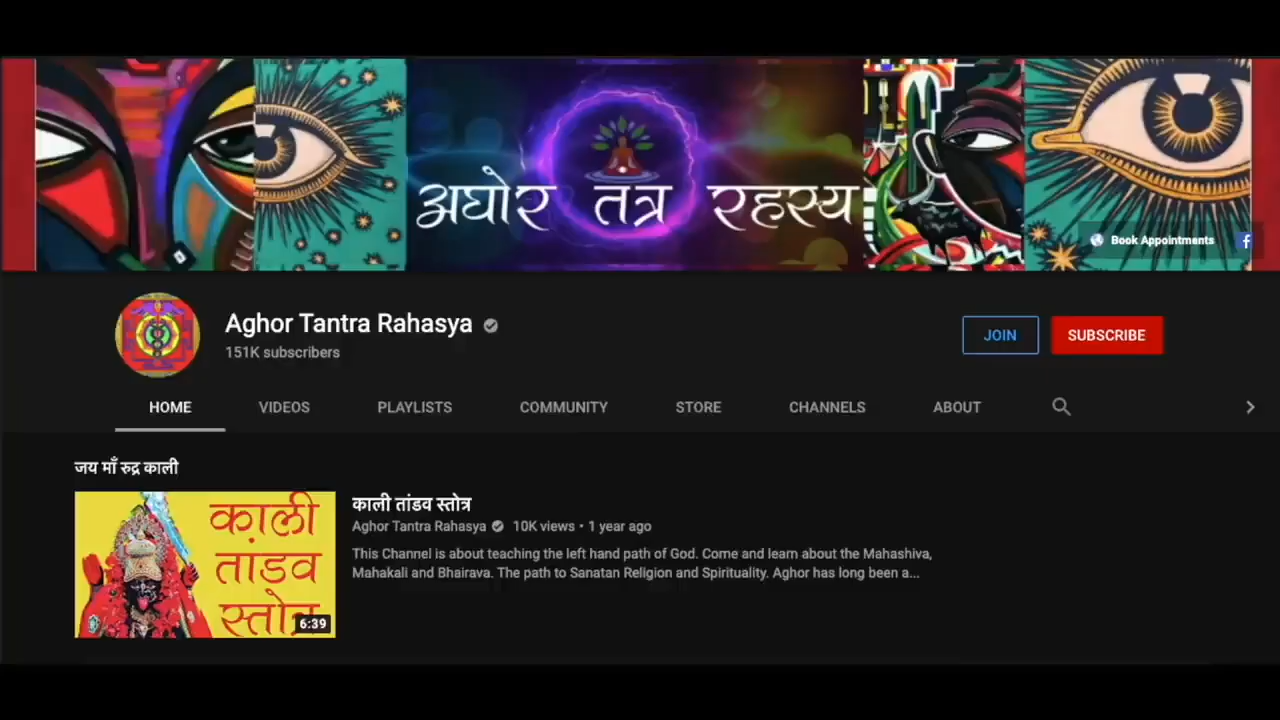 अघोर तत्र रहस्य
Book Appointments
Aghor Tantra Rahasya
151K subscribers
JOIN
SUBSCRIBE
HOME VIDEOS PLAYLISTS COMMUNITY STORE CHANNELS ABOUT
जय माँ रुद्र काली
काली
तांडव
स्तोत्र
6:39
काली तांडव स्तोत्र
Aghor Tantra Rahasya 10K views • 1 year ago
This Channel is about teaching the left hand path of God. Come and learn about the Mahashiva,
Mahakali and Bhairava. The path to Sanatan Religion and Spirituality. Aghor has long been a...